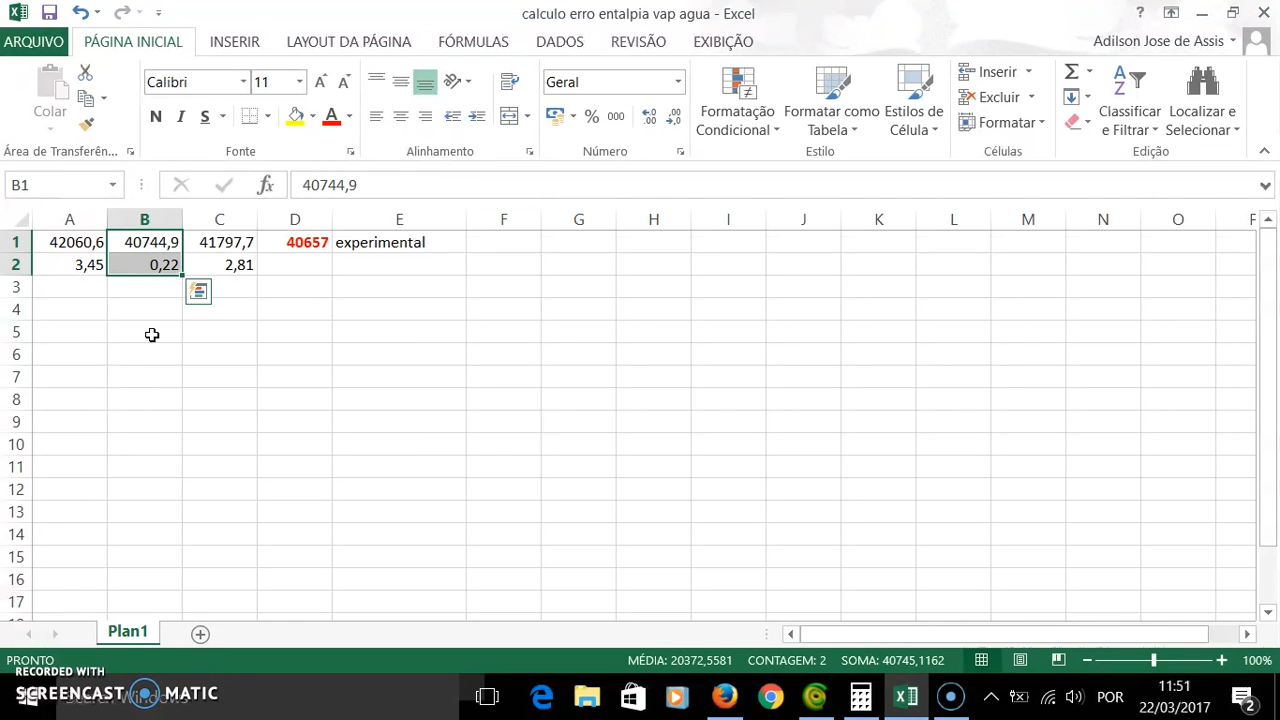 calculo erro entalpia vap agua - Excel
ARQUIVO PÁGINA INICIAL INSERIR LAYOUT DA PÁGINA FÓRMULAS DADOS REVISÃO EXIBIÇÃO Adilson Jose de Assis
Colar
Área de Transferên...
Calibri 11
N I S
Fonte
Alinhamento
Geral
% 000
Número
Formatação Condicional
Formatar como Tabela
Estilos de Célula
Estilo
Inserir
Excluir
Formatar
Células
Classificar e Filtrar
Localizar e Selecionar
Edição
B1 fx 40744,9
A B C D E F G H I J K L M N O P
1 42060,6 40744,9 41797,7 40657 experimental
2 3,45 0,22 2,81
3
4
5
6
7
8
9
10
11
12
13
14
15
16
17
Plan1
PRONTO MÉDIA: 20372,5581 CONTAGEM: 2 SOMA: 40745,1162 100%
RECORDED WITH
SCREENCAST MATIC
POR
11:51
22/03/2017
2